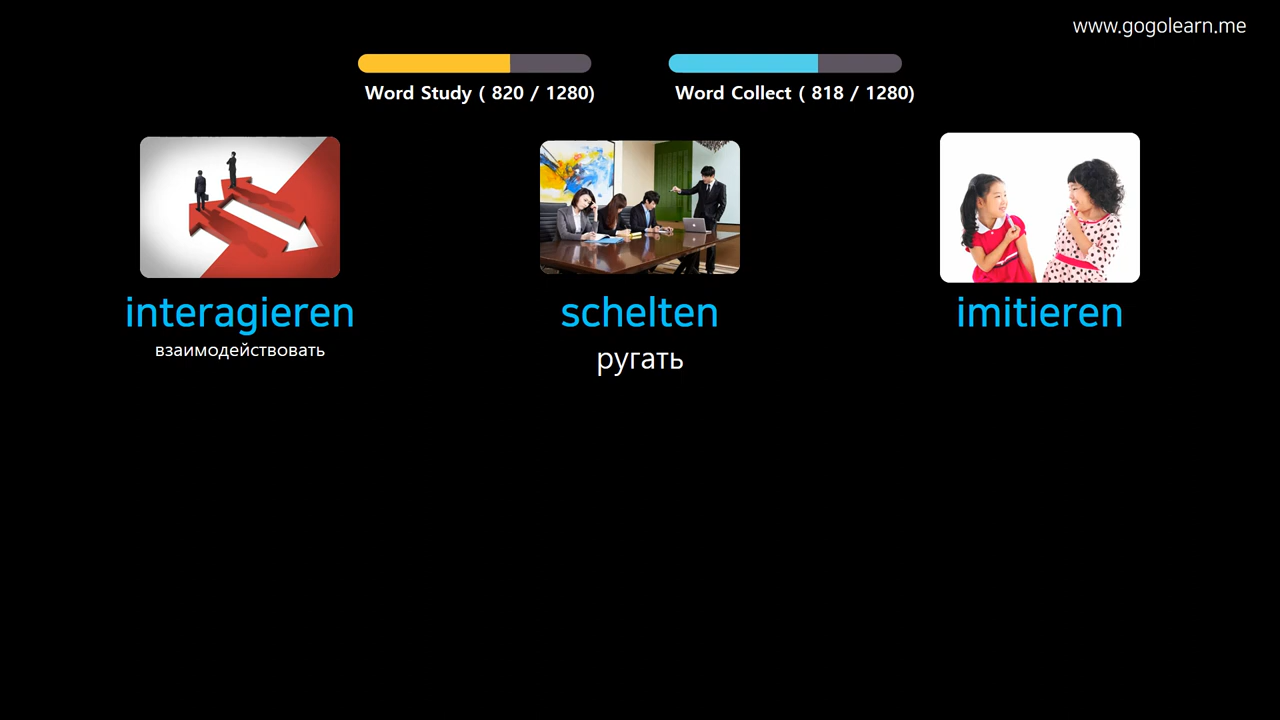 www.gogolearn.me
Word Study ( 820 / 1280)
Word Collect ( 818 / 1280)
interagieren
взаимодействовать
schelten
ругать
imitieren